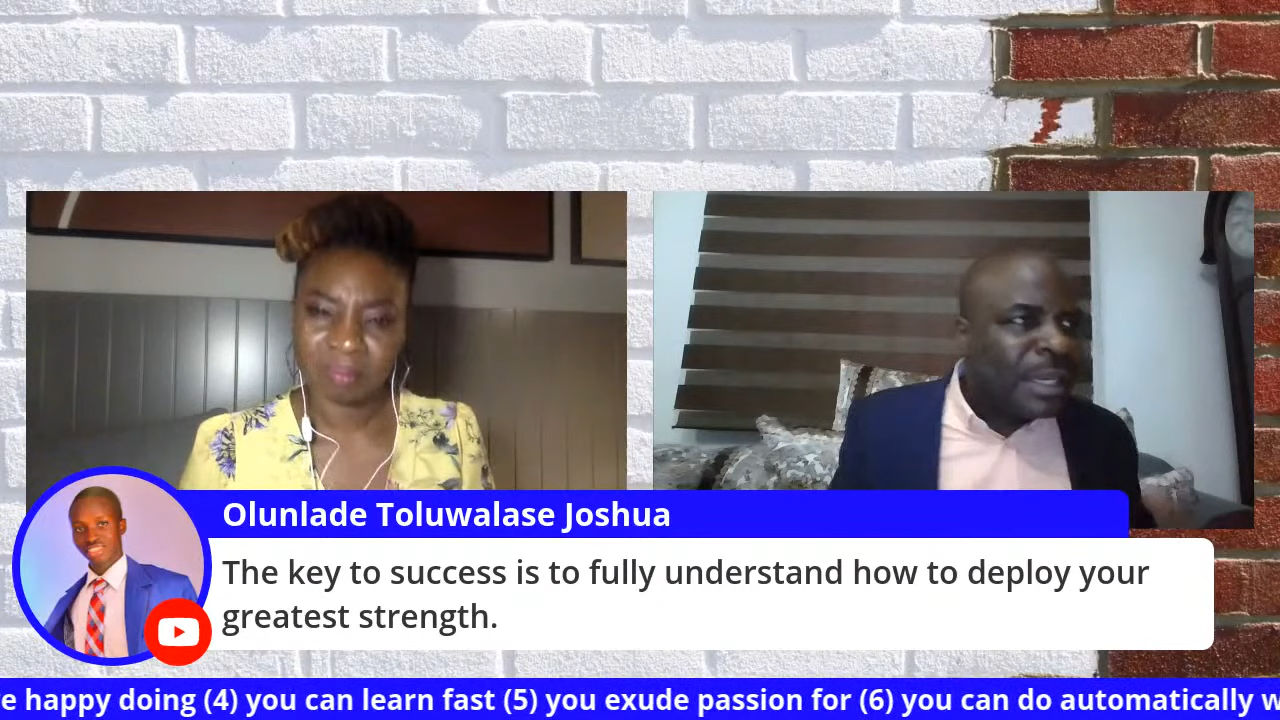 Olunlade Toluwalase Joshua
The key to success is to fully understand how to deploy your
greatest strength.
happy doing (4) you can learn fast (5) you exude passion for (6) you can do automatically